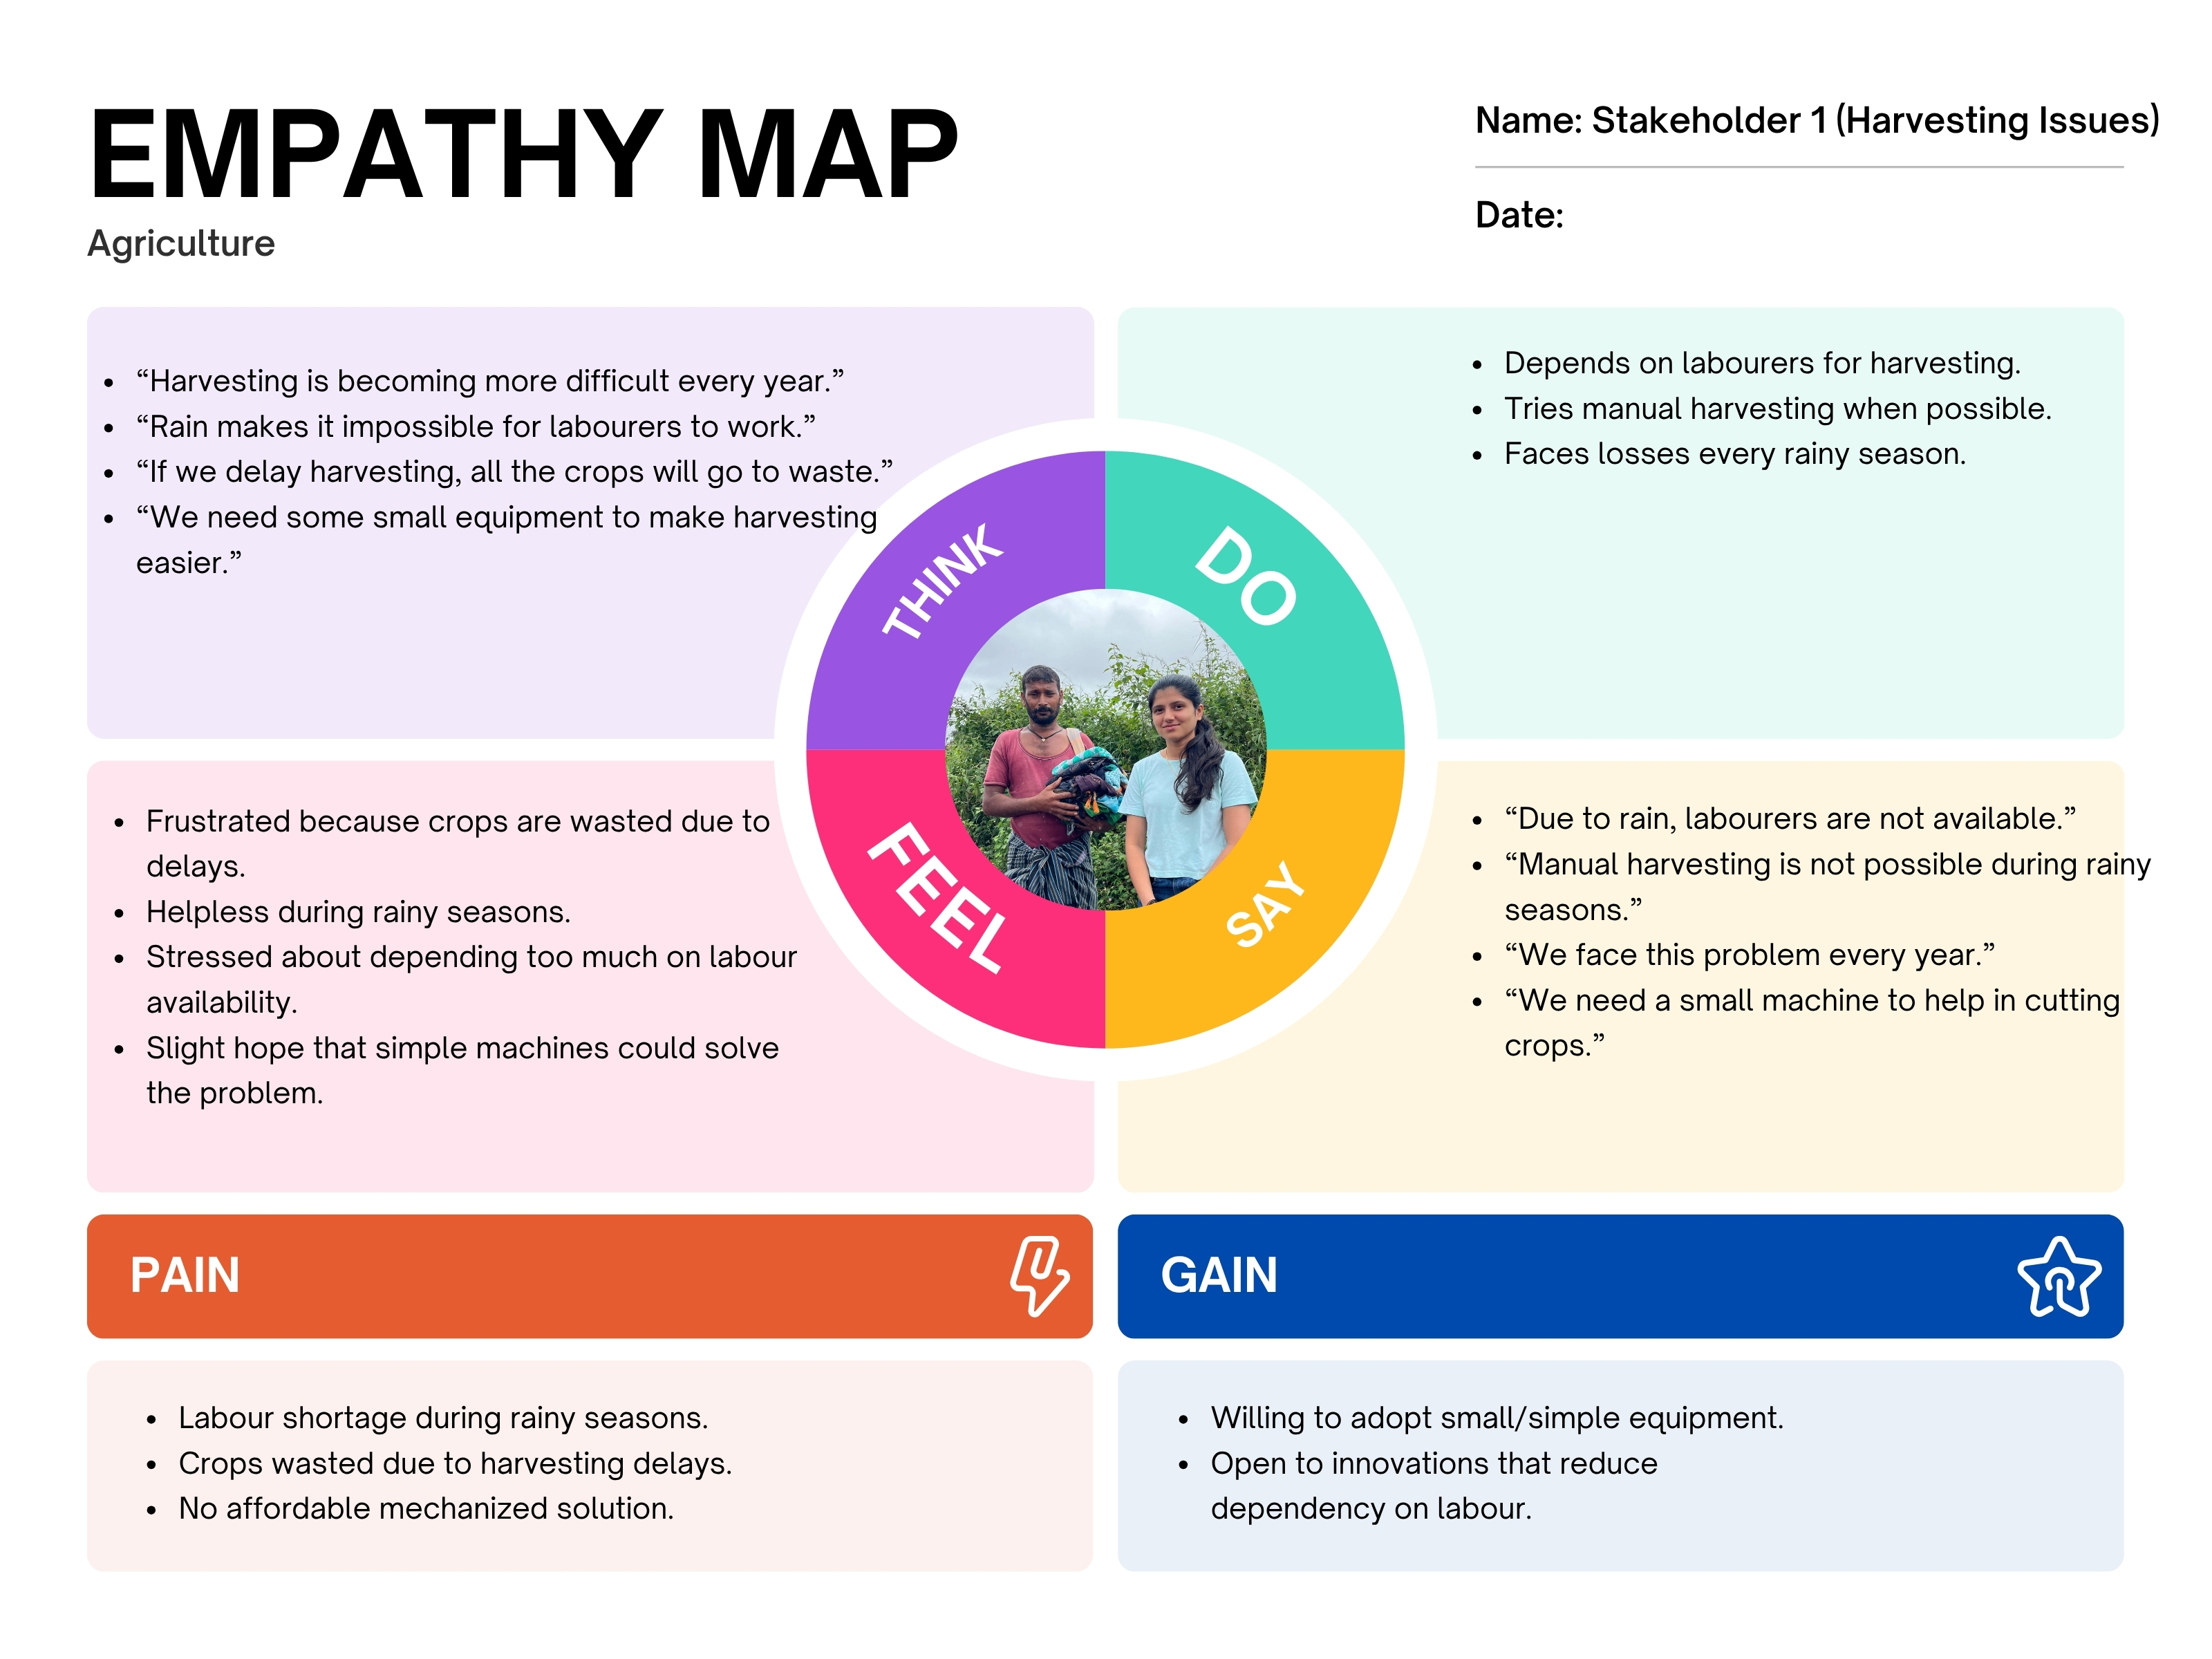 EMPATHY MAP
Agriculture
Name: Stakeholder 1 (Harvesting Issues)
Date:
• “Harvesting is becoming more difficult every year.”
• “Rain makes it impossible for labourers to work.”
• “If we delay harvesting, all the crops will go to waste.”
• “We need some small equipment to make harvesting
easier.”
• Depends on labourers for harvesting.
• Tries manual harvesting when possible.
• Faces losses every rainy season.
THINK
DO
FEEL
SAY
• Frustrated because crops are wasted due to
delays.
• Helpless during rainy seasons.
• Stressed about depending too much on labour
availability.
• Slight hope that simple machines could solve
the problem.
• “Due to rain, labourers are not available.”
• “Manual harvesting is not possible during rainy
seasons.”
• “We face this problem every year.”
• “We need a small machine to help in cutting
crops.”
PAIN
• Labour shortage during rainy seasons.
• Crops wasted due to harvesting delays.
• No affordable mechanized solution.
GAIN
• Willing to adopt small/simple equipment.
• Open to innovations that reduce
dependency on labour.